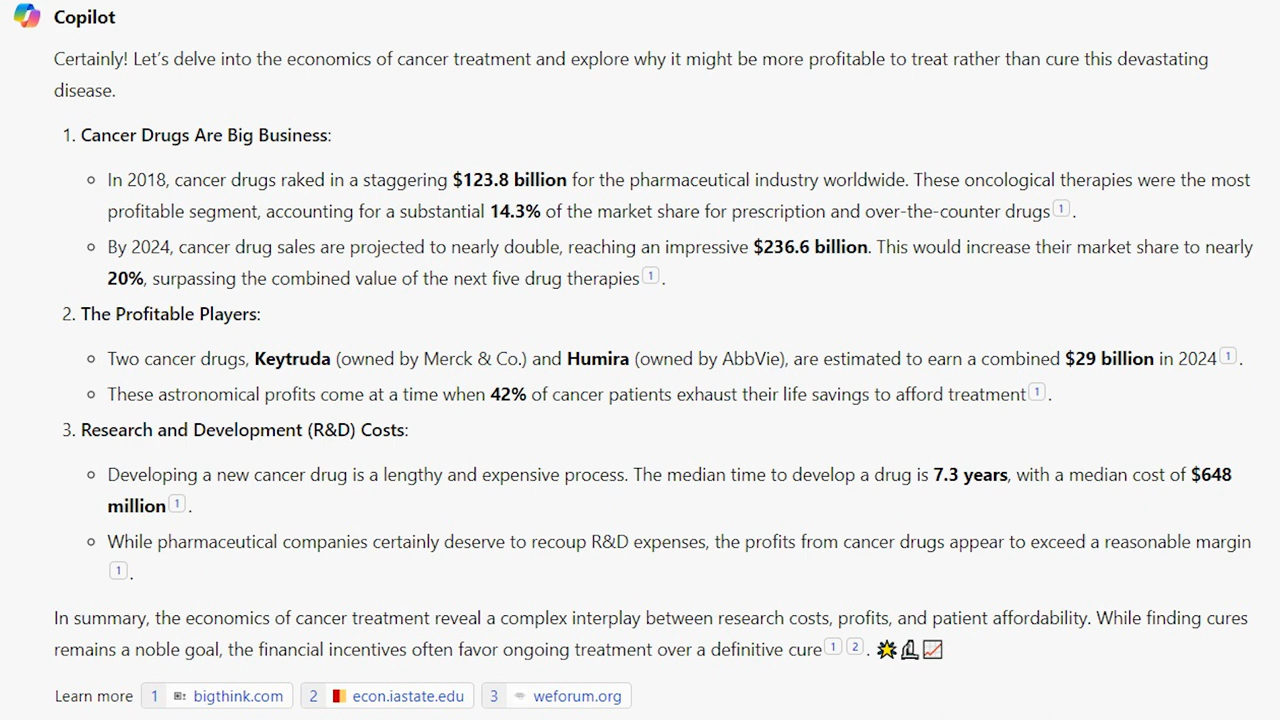 Copilot
Certainly! Let’s delve into the economics of cancer treatment and explore why it might be more profitable to treat rather than cure this devastating
disease.
1. Cancer Drugs Are Big Business:
In 2018, cancer drugs raked in a staggering $123.8 billion for the pharmaceutical industry worldwide. These oncological therapies were the most
profitable segment, accounting for a substantial 14.3% of the market share for prescription and over-the-counter drugs 1 .
By 2024, cancer drug sales are projected to nearly double, reaching an impressive $236.6 billion. This would increase their market share to nearly
20%, surpassing the combined value of the next five drug therapies 1 .
2. The Profitable Players:
Two cancer drugs, Keytruda (owned by Merck & Co.) and Humira (owned by AbbVie), are estimated to earn a combined $29 billion in 2024 1 .
These astronomical profits come at a time when 42% of cancer patients exhaust their life savings to afford treatment 1 .
3. Research and Development (R&D) Costs:
Developing a new cancer drug is a lengthy and expensive process. The median time to develop a drug is 7.3 years, with a median cost of $648
million 1 .
While pharmaceutical companies certainly deserve to recoup R&D expenses, the profits from cancer drugs appear to exceed a reasonable margin
1 .
In summary, the economics of cancer treatment reveal a complex interplay between research costs, profits, and patient affordability. While finding cures
remains a noble goal, the financial incentives often favor ongoing treatment over a definitive cure 1 2 .
Learn more 1 bigthink.com 2 econ.iastate.edu 3 weforum.org